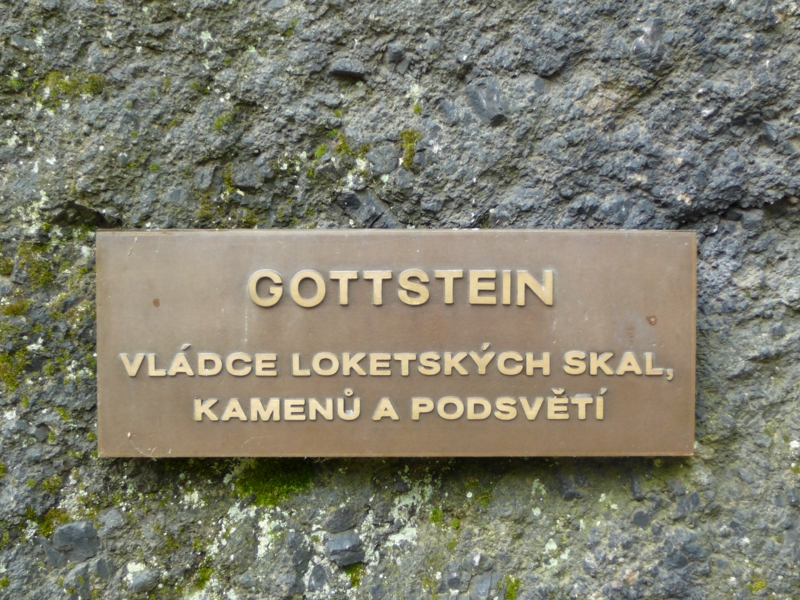 GOTTSTEIN
VLÁDCE LOKETSKÝCH SKAL,
KAMENŮ A PODSVĚTÍ